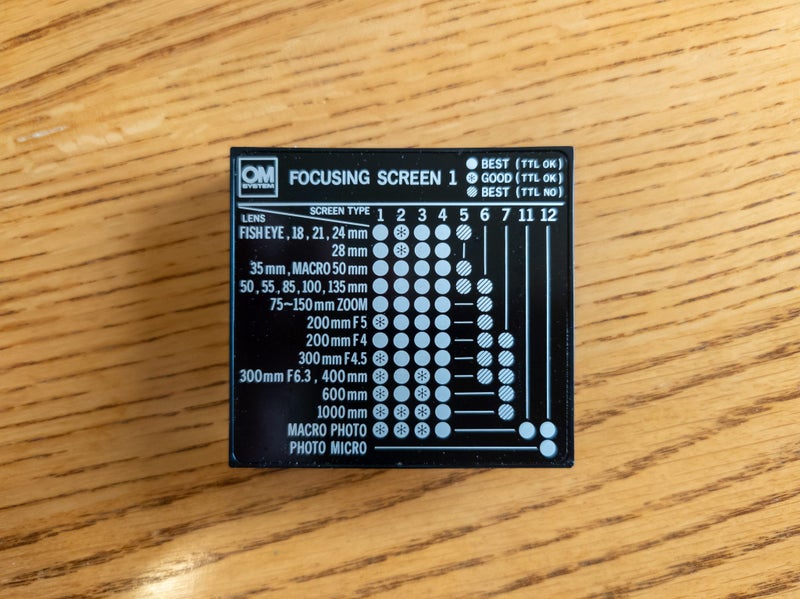 OM
SYSTEM
FOCUSING SCREEN 1
BEST (TTL OK)
GOOD (TTL OK)
BEST (TTL NO)
SCREEN TYPE 1 2 3 4 5 6 7 11 12
LENS
FISH EYE, 18, 21, 24 mm
28 mm
35 mm, MACRO 50 mm
50, 55, 85, 100, 135 mm
75~150 mm ZOOM
200 mm F 5
200 mm F4
300 mm F4.5
300 mm F6.3, 400 mm
600 mm
1000 mm
MACRO PHOTO
PHOTO MICRO